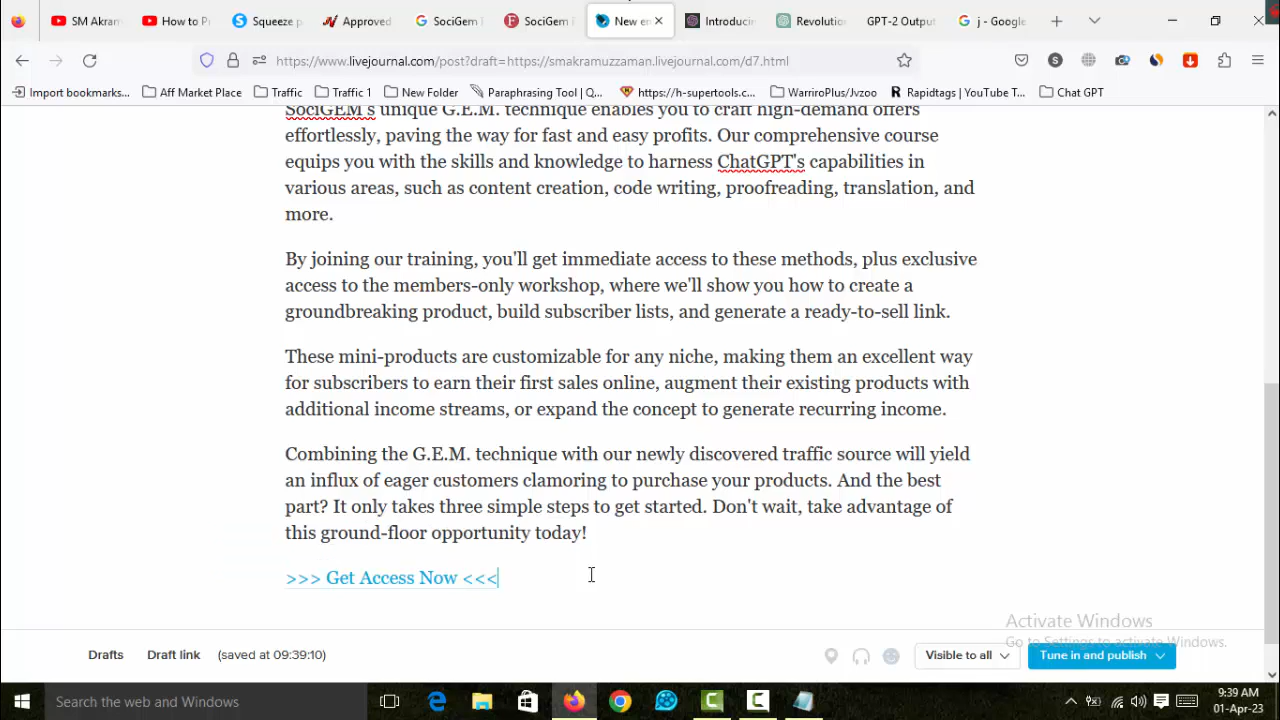 SM Akram
How to P
Squeeze p
Approved
SociGem i
SociGem i
New en
Introducin
Revolution
GPT-2 Output
j - Google
https://www.livejournal.com/post?draft=https://smakramuzzaman.livejournal.com/d7.html
Import bookmarks...
Aff Market Place
Traffic
Traffic 1
New Folder
Paraphrasing Tool | Q...
https://h-supertools.c...
WarriroPlus/Jvzoo
Rapidtags | YouTube T...
Chat GPT
SociGEM's unique G.E.M. technique enables you to craft high-demand offers
effortlessly, paving the way for fast and easy profits. Our comprehensive course
equips you with the skills and knowledge to harness ChatGPT's capabilities in
various areas, such as content creation, code writing, proofreading, translation, and
more.
By joining our training, you'll get immediate access to these methods, plus exclusive
access to the members-only workshop, where we'll show you how to create a
groundbreaking product, build subscriber lists, and generate a ready-to-sell link.
These mini-products are customizable for any niche, making them an excellent way
for subscribers to earn their first sales online, augment their existing products with
additional income streams, or expand the concept to generate recurring income.
Combining the G.E.M. technique with our newly discovered traffic source will yield
an influx of eager customers clamoring to purchase your products. And the best
part? It only takes three simple steps to get started. Don't wait, take advantage of
this ground-floor opportunity today!
>>> Get Access Now <<<
Activate Windows
Go to Settings to activate Windows.
Drafts
Draft link
(saved at 09:39:10)
Visible to all
Tune in and publish
Search the web and Windows
9:39 AM
01-Apr-23